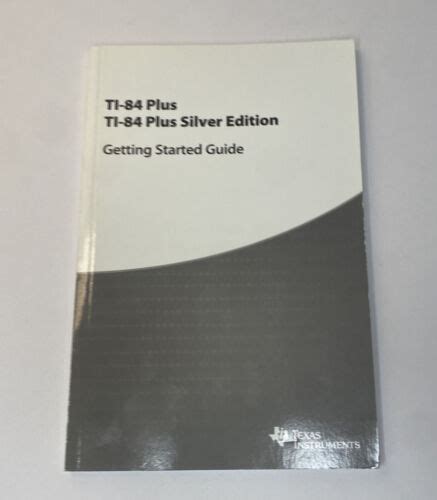 TI-84 Plus
TI-84 Plus Silver Edition
Getting Started Guide
TEXAS
INSTRUMENTS